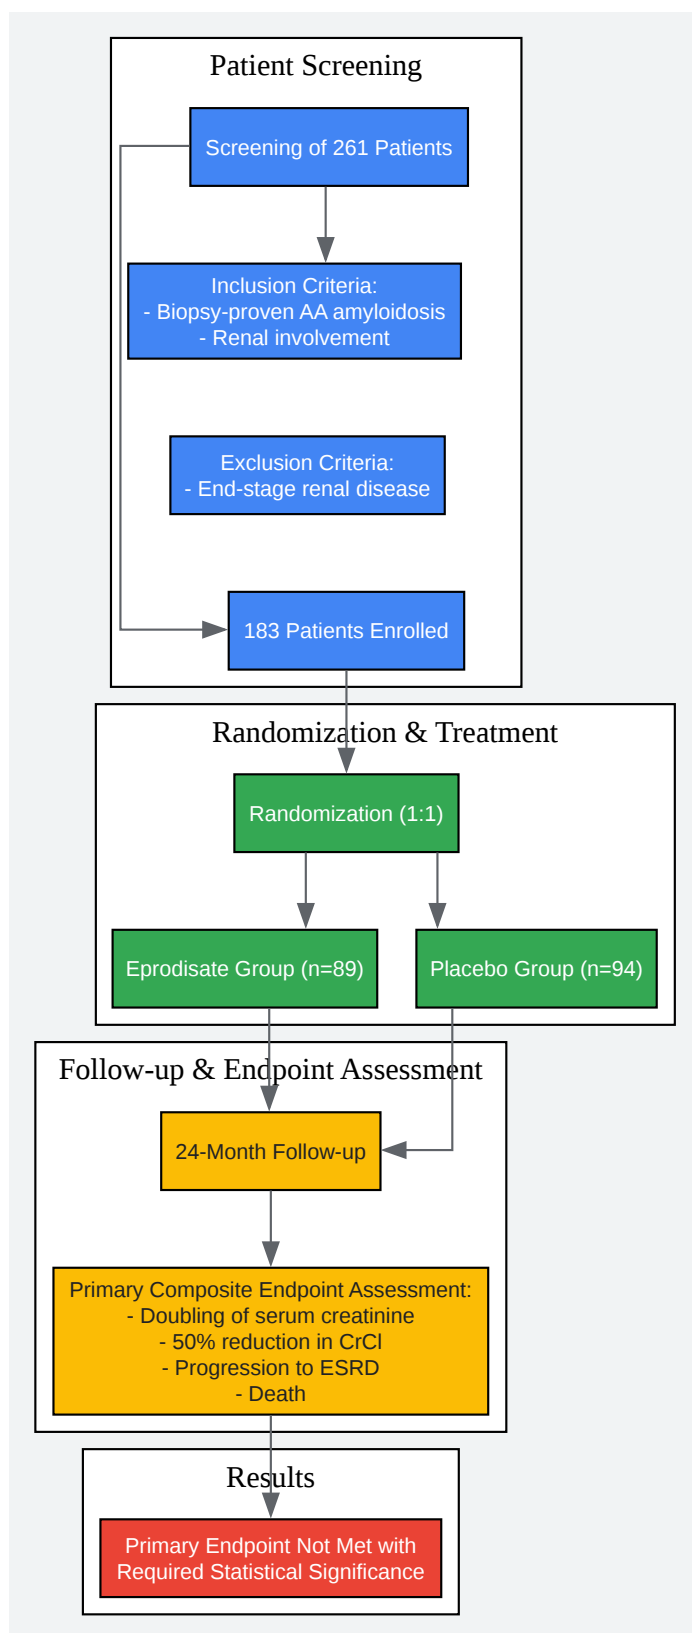 Patient Screening
Screening of 261 Patients
Inclusion Criteria:
- Biopsy-proven AA amyloidosis
- Renal involvement
Exclusion Criteria:
- End-stage renal disease
183 Patients Enrolled
Randomization & Treatment
Randomization (1:1)
Eprodisate Group (n=89)
Placebo Group (n=94)
Follow-up & Endpoint Assessment
24-Month Follow-up
Primary Composite Endpoint Assessment:
- Doubling of serum creatinine
- 50% reduction in CrCl
- Progression to ESRD
- Death
Results
Primary Endpoint Not Met with
Required Statistical Significance